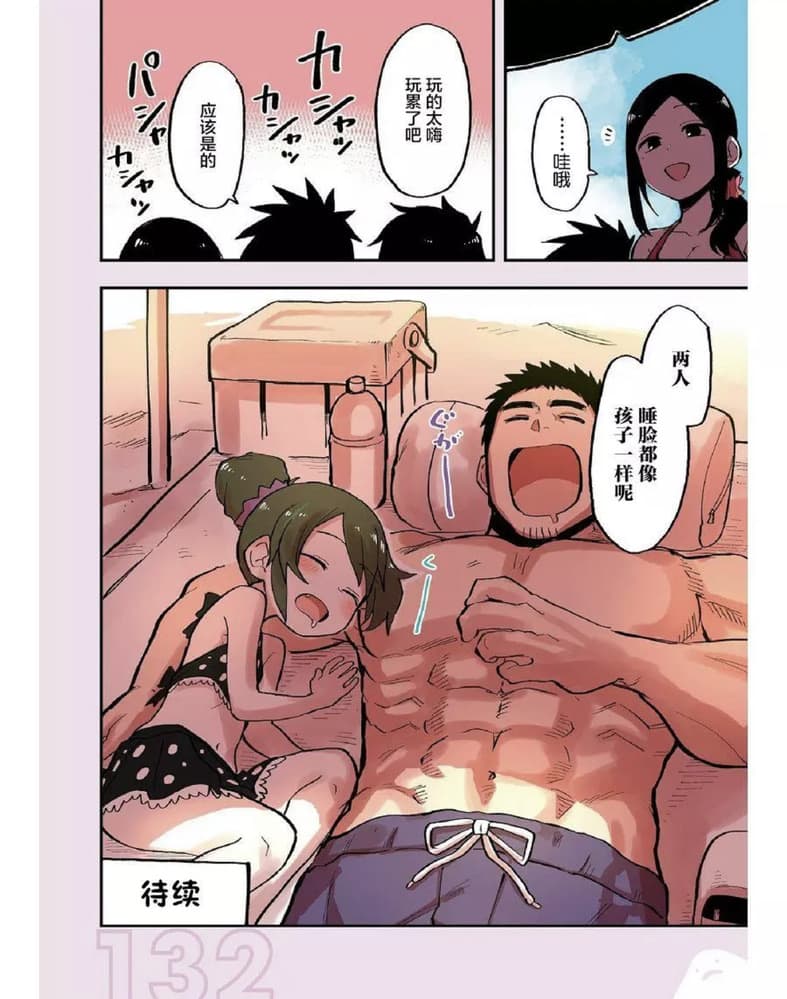 ……哇哦
玩的太嗨
玩累了吧
应该是的
カシャッ
カシャッ
パシャ
カシャッ
两人
睡脸都像
孩子一样呢
ぐが
く
待续
132